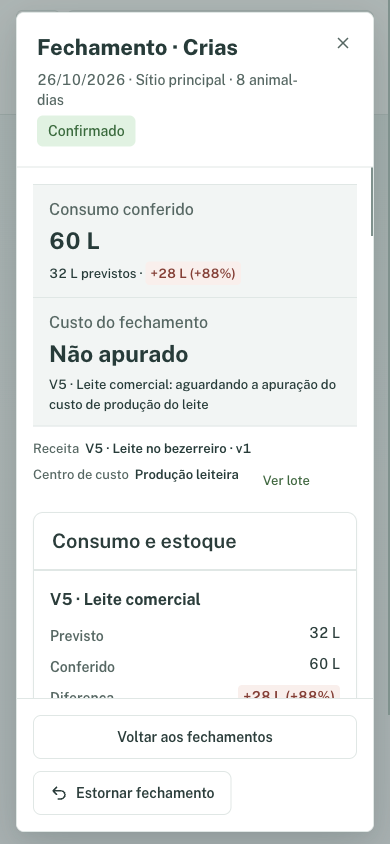 Fechamento · Crias
26/10/2026 · Sítio principal · 8 animal-
dias
Confirmado
Consumo conferido
60 L
32 L previstos · +28 L (+88%)
Custo do fechamento
Não apurado
V5 · Leite comercial: aguardando a apuração do
custo de produção do leite
Receita V5 · Leite no bezerreiro · v1
Centro de custo Produção leiteira
Ver lote
Consumo e estoque
V5 · Leite comercial
Previsto 32 L
Conferido 60 L
Diferença +28 L (+88%)
Voltar aos fechamentos
Estornar fechamento